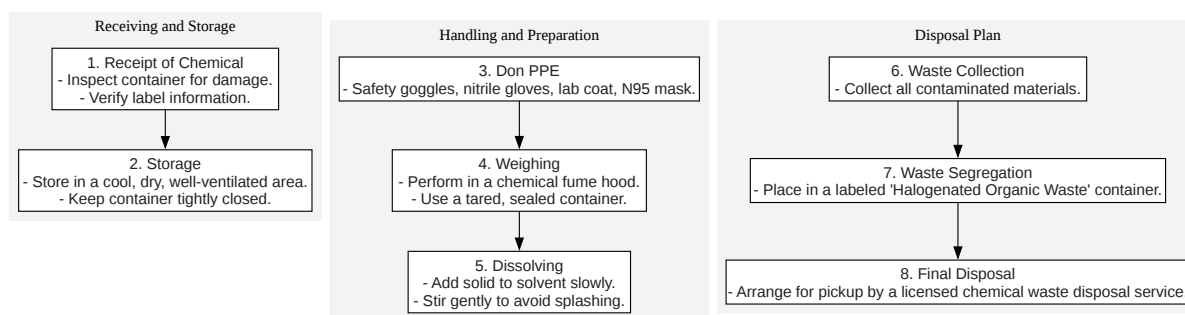 Receiving and Storage
1. Receipt of Chemical
- Inspect container for damage.
- Verify label information.
2. Storage
- Store in a cool, dry, well-ventilated area.
- Keep container tightly closed.
Handling and Preparation
3. Don PPE
- Safety goggles, nitrile gloves, lab coat, N95 mask.
4. Weighing
- Perform in a chemical fume hood.
- Use a tared, sealed container.
5. Dissolving
- Add solid to solvent slowly.
- Stir gently to avoid splashing.
Disposal Plan
6. Waste Collection
- Collect all contaminated materials.
7. Waste Segregation
- Place in a labeled 'Halogenated Organic Waste' container.
8. Final Disposal
- Arrange for pickup by a licensed chemical waste disposal service.